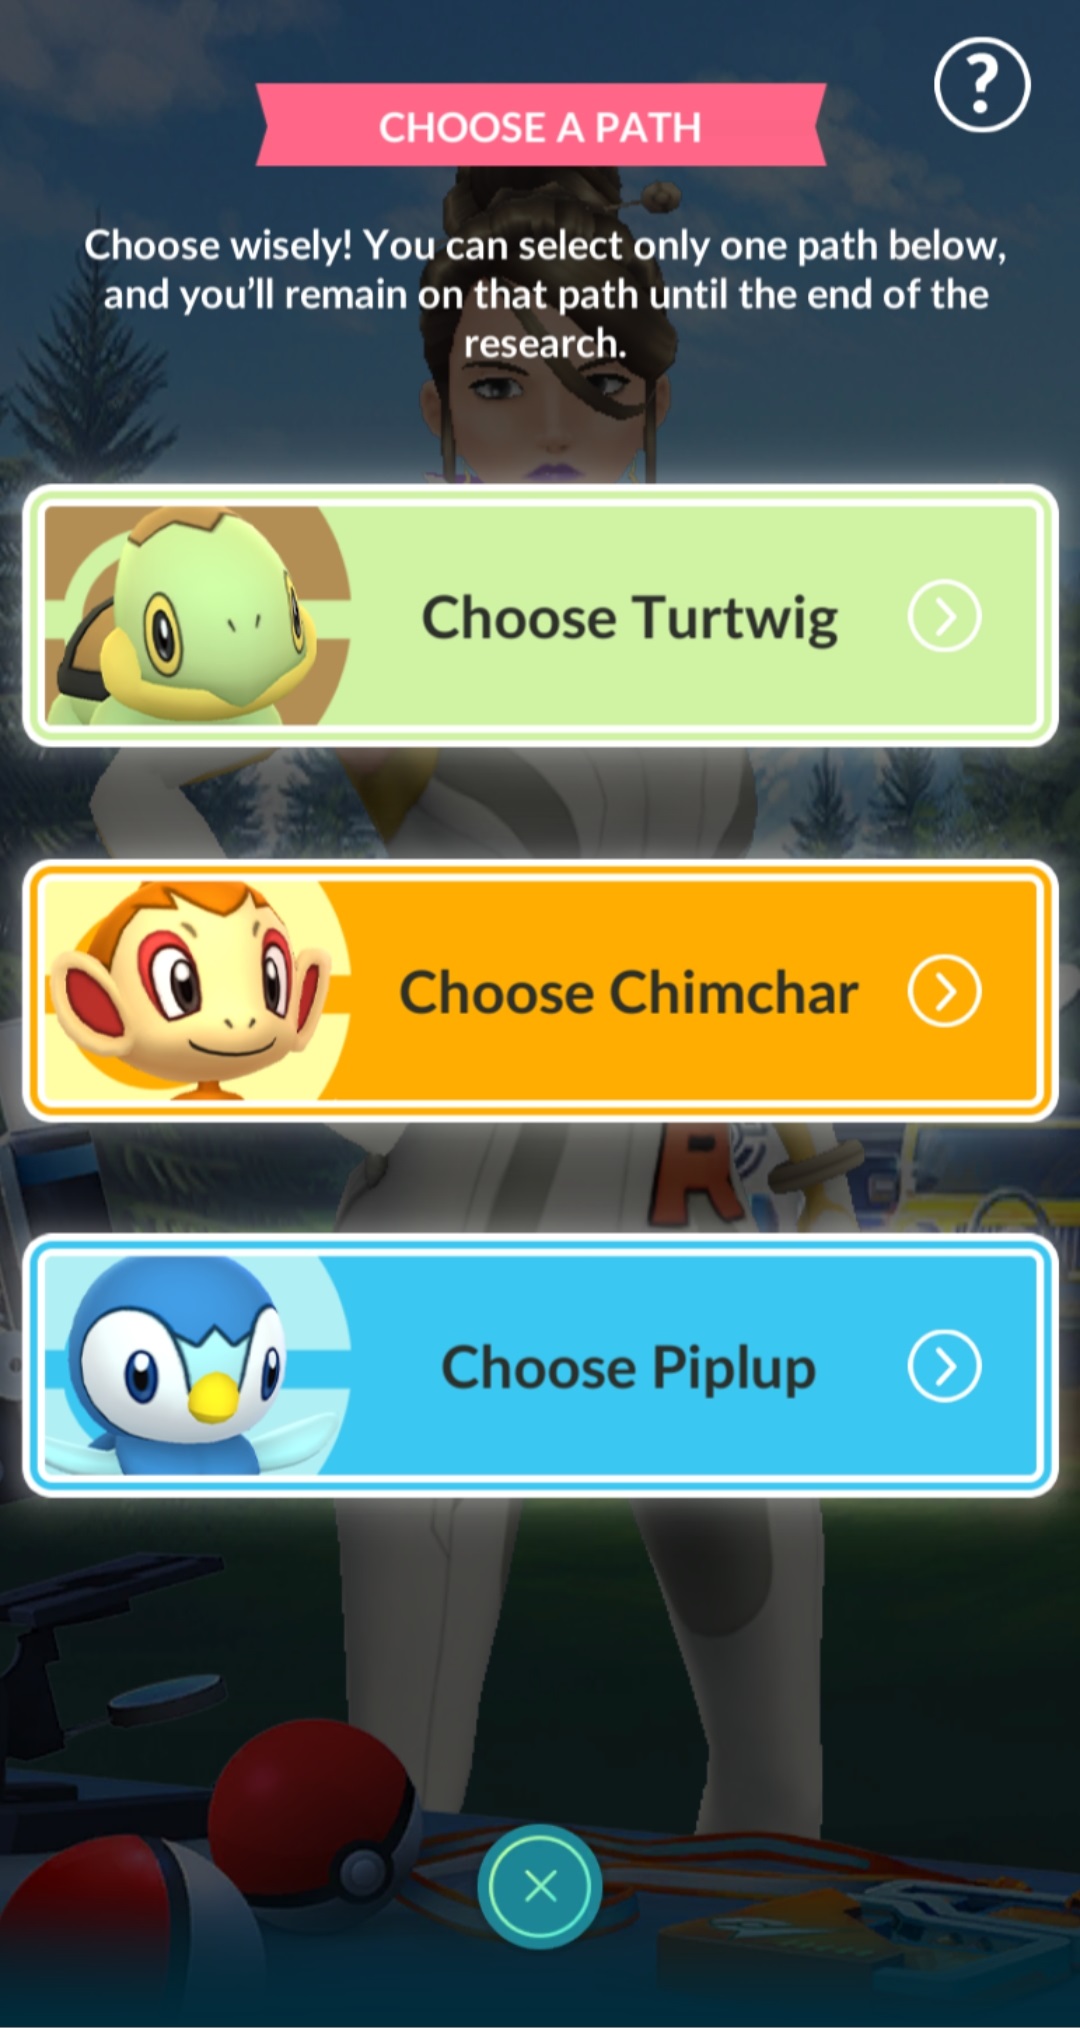 ?
CHOOSE A PATH
Choose wisely! You can select only one path below,
and you’ll remain on that path until the end of the
research.
Choose Turtwig
Choose Chimchar
R
Choose Piplup